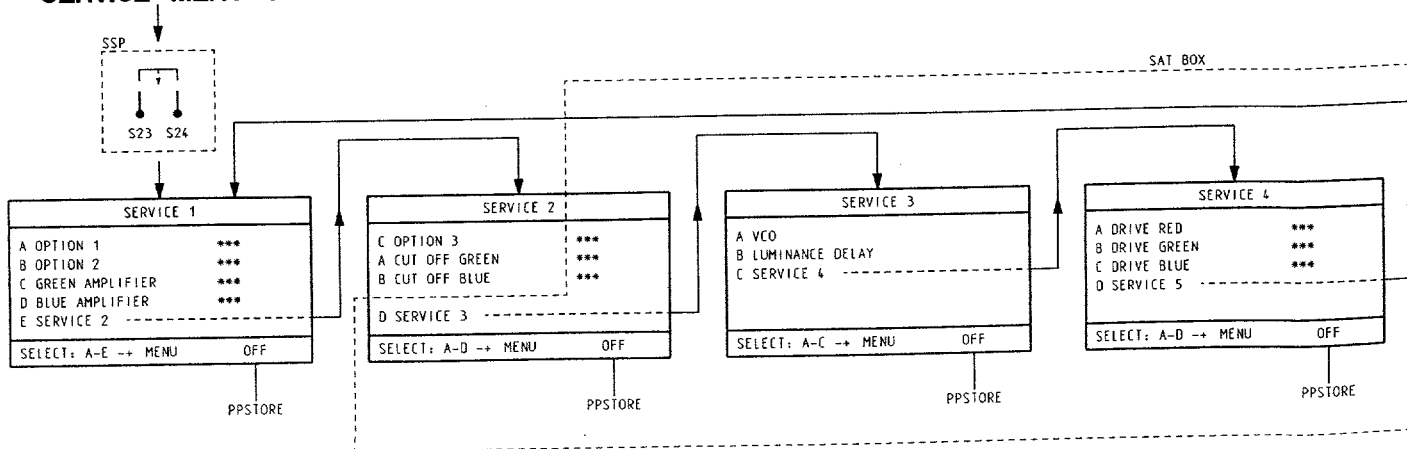 SSP
S23 S24
SAT BOX
SERVICE 1
A OPTION 1 ***
B OPTION 2 ***
C GREEN AMPLIFIER ***
D BLUE AMPLIFIER ***
E SERVICE 2
SELECT: A-E -+ MENU OFF
PPSTORE
SERVICE 2
C OPTION 3 ***
A CUT OFF GREEN ***
B CUT OFF BLUE ***
D SERVICE 3
SELECT: A-D -+ MENU OFF
PPSTORE
SERVICE 3
A VCO
B LUMINANCE DELAY
C SERVICE 4
SELECT: A-C -+ MENU OFF
PPSTORE
SERVICE 4
A DRIVE RED ***
B DRIVE GREEN ***
C DRIVE BLUE ***
D SERVICE 5
SELECT: A-D -+ MENU OFF
PPSTORE